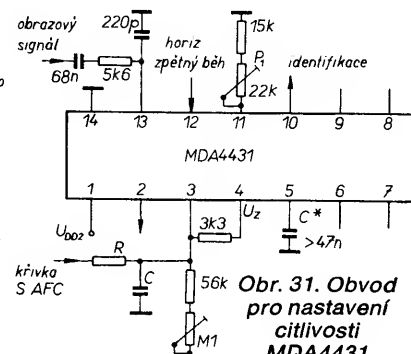 220p
15k
obrazový
signál
horiz
zpětný běh
P1
identifikace
68n
5k6
22k
14
13
12
11
10
9
8
MDA4431
1
2
3
4
5
6
7
UDD2
Uz
3k3
C*
>47n
R
křivka
S AFC
C
56k
M1
Obr. 31. Obvod
pro nastavení
citlivosti
MDA4431